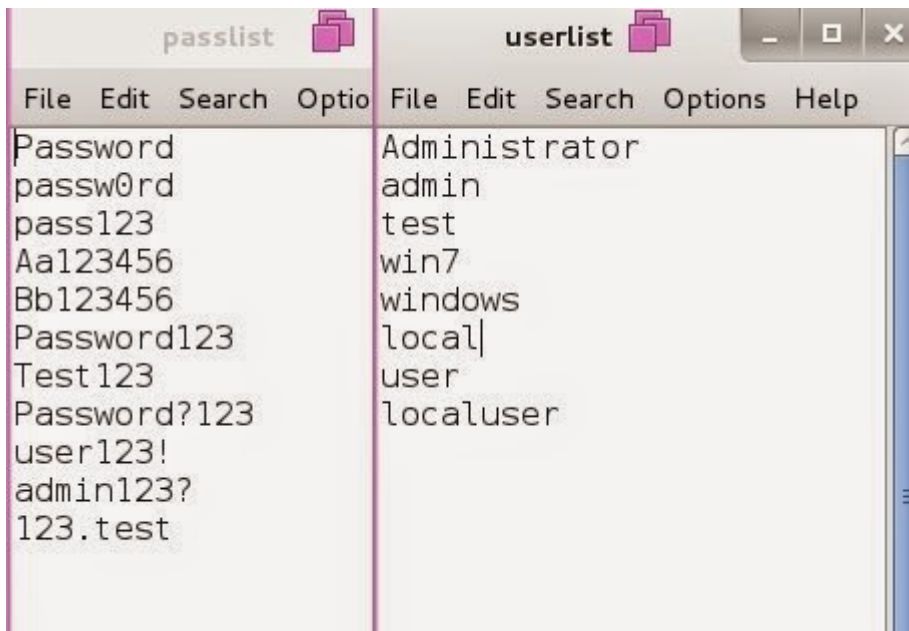 passlist
File Edit Search Optio
Password
passw0rd
pass123
Aa123456
Bb123456
Password123
Test123
Password?123
user123!
admin123?
123.test
userlist
File Edit Search Options Help
Administrator
admin
test
win7
windows
local
user
localuser